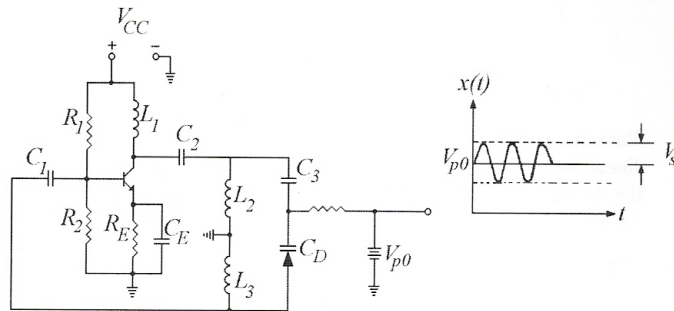 V_CC
+ −
x(t)
R_1
L_1
C_2
C_1
C_3
V_p0
V_s
R_2
R_E
C_E
L_2
C_D
V_p0
t
L_3